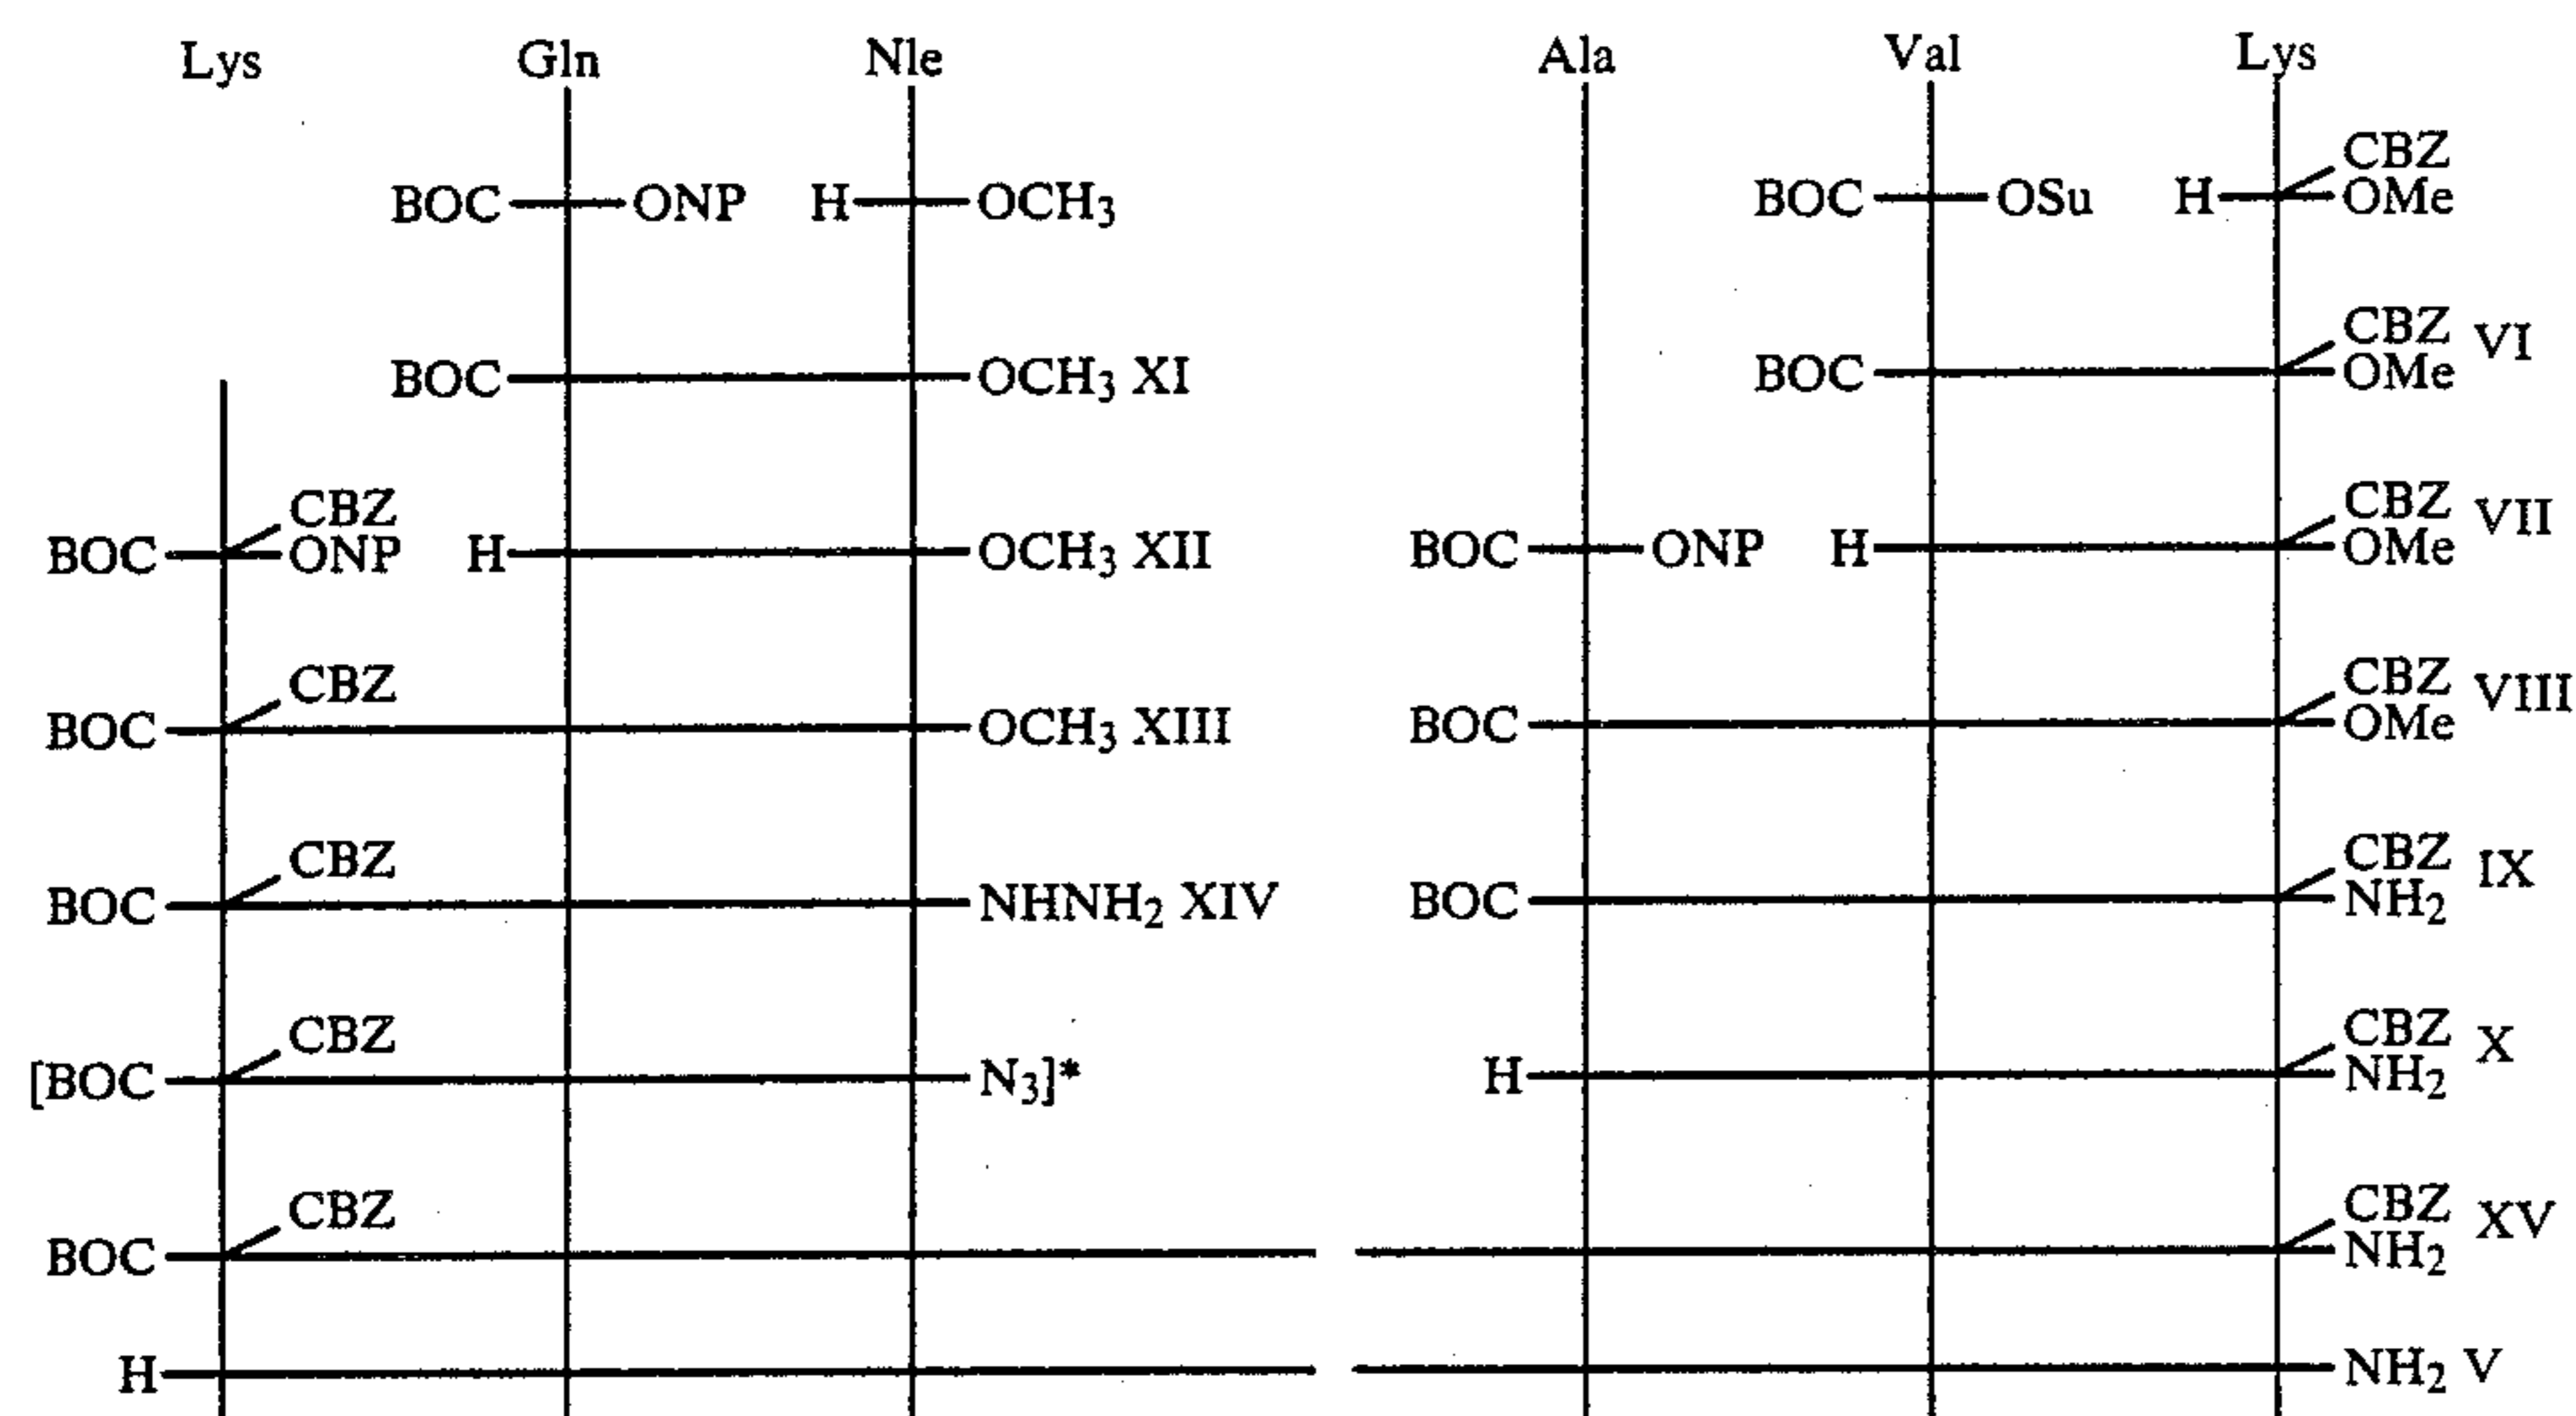 Lys Gln Nle Ala Val Lys
CBZ
BOC ONP H OCH3 BOC OSu H OMe
CBZ VI
BOC OCH3 XI BOC OMe
CBZ CBZ VII
BOC ONP H OCH3 XII BOC ONP H OMe
CBZ CBZ VIII
BOC OCH3 XIII BOC OMe
CBZ CBZ IX
BOC NHNH2 XIV BOC NH2
CBZ CBZ X
[BOC N3]* H NH2
CBZ CBZ XV
BOC NH2
H NH2 V